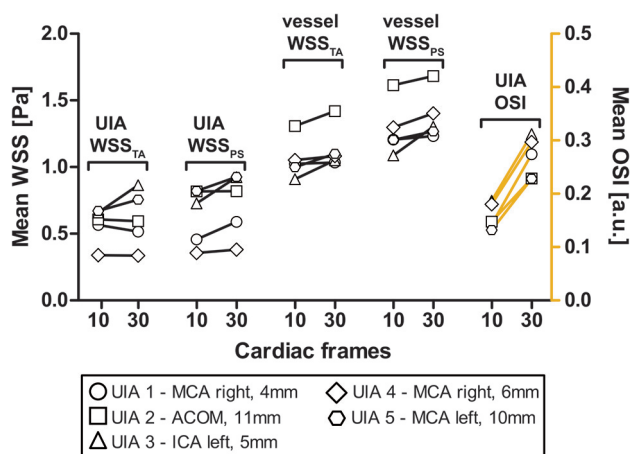 vessel
WSSTA
vessel
WSSPS
UIA
WSSTA
UIA
WSSPS
UIA
OSI
Mean WSS [Pa]
2.0
1.5
1.0
0.5
0.0
Mean OSI [a.u.]
0.5
0.4
0.3
0.2
0.1
0.0
10 30 10 30 10 30 10 30 10 30
Cardiac frames
UIA 1 - MCA right, 4mm
UIA 2 - ACOM, 11mm
UIA 3 - ICA left, 5mm
UIA 4 - MCA right, 6mm
UIA 5 - MCA left, 10mm